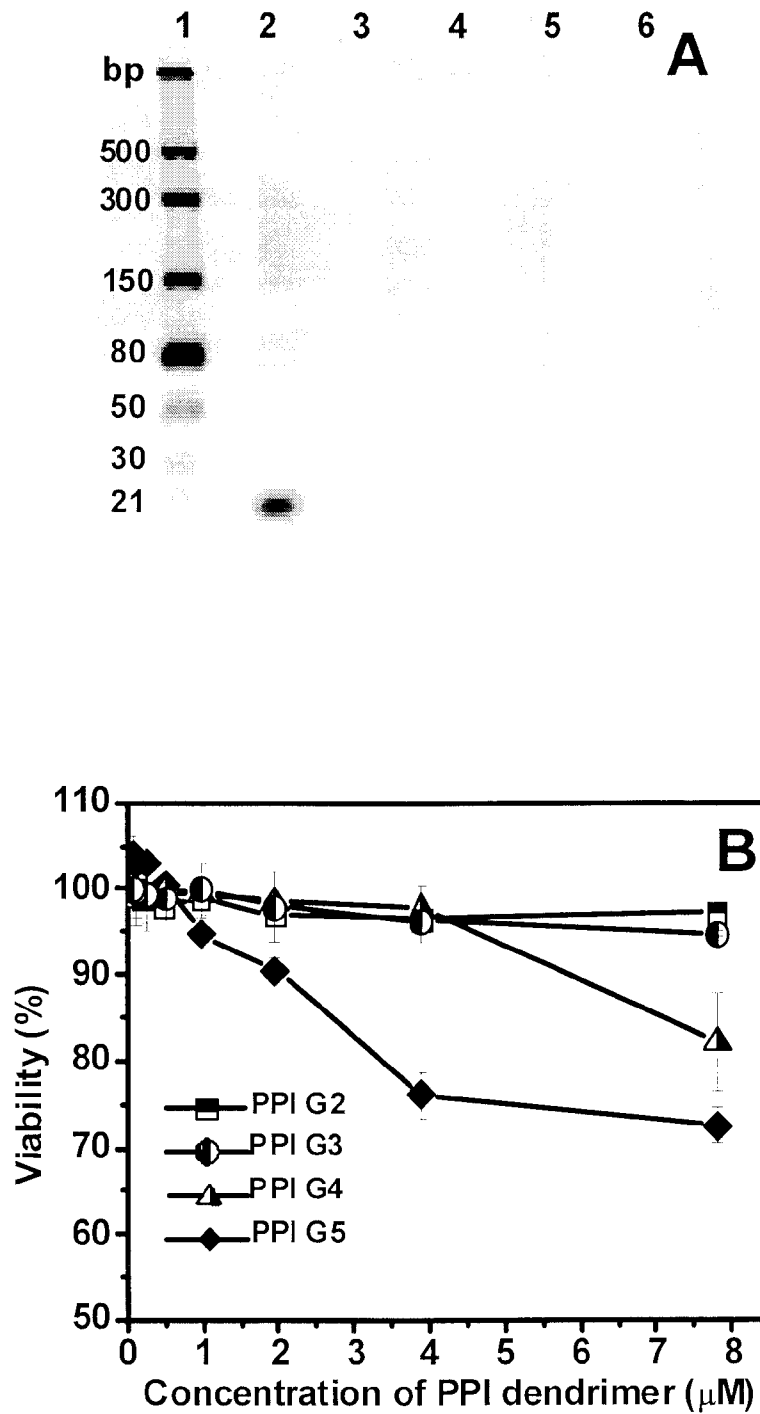 1 2 3 4 5 6
A
bp
500
300
150
80
50
30
21
B
110
100
90
80
70
60
50
Viability (%)
PPI G2
PPI G3
PPI G4
PPI G5
0 1 2 3 4 5 6 7 8
Concentration of PPI dendrimer (μM)